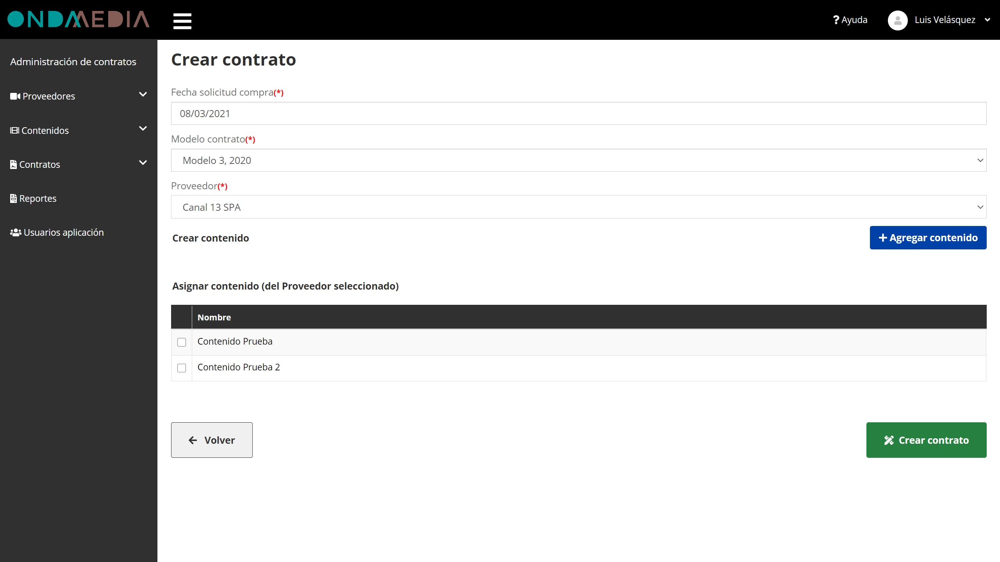 ONDAMEDIA
? Ayuda
Luis Velásquez
Administración de contratos
Proveedores
Contenidos
Contratos
Reportes
Usuarios aplicación
Crear contrato
Fecha solicitud compra(*)
08/03/2021
Modelo contrato(*)
Modelo 3, 2020
Proveedor(*)
Canal 13 SPA
Crear contenido
+ Agregar contenido
Asignar contenido (del Proveedor seleccionado)
Nombre
Contenido Prueba
Contenido Prueba 2
Volver
Crear contrato